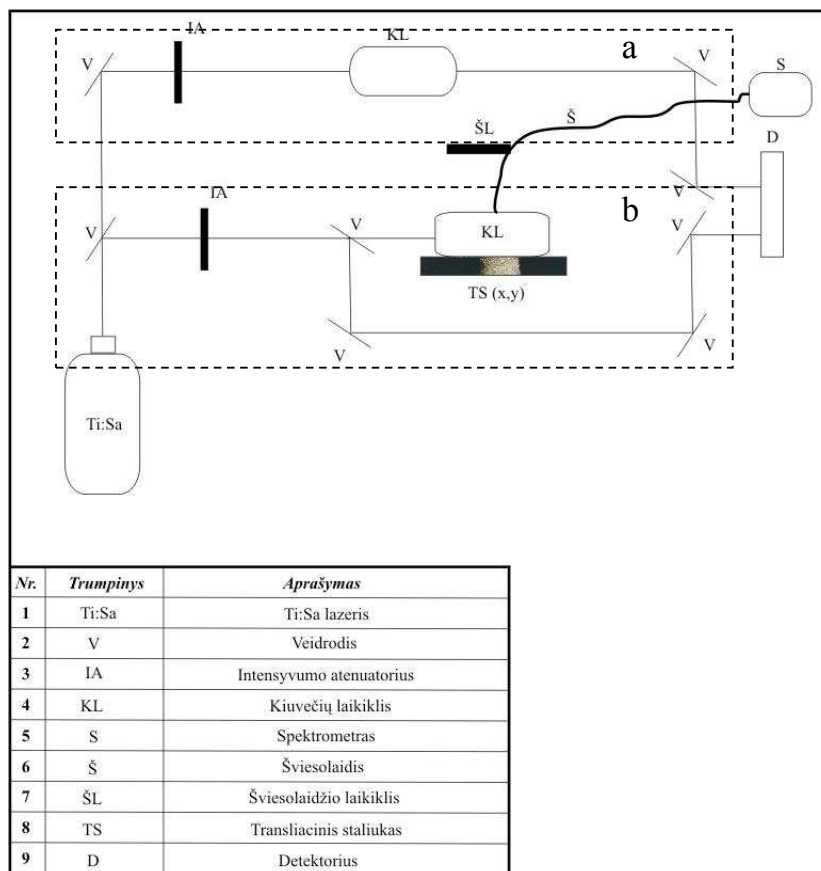 IA
KL
a
V
V
S
ŠL
Š
D
IA
V
b
V
V
V
KL
TS (x,y)
V
V
Ti:Sa
Nr. Trumpinys Aprašymas
1 Ti:Sa Ti:Sa lazeris
2 V Veidrodis
3 IA Intensyvumo atenuatorius
4 KL Kiuvečių laikiklis
5 S Spektrometras
6 Š Šviesolaidis
7 ŠL Šviesolaidžio laikiklis
8 TS Transliacinis staliukas
9 D Detektorius